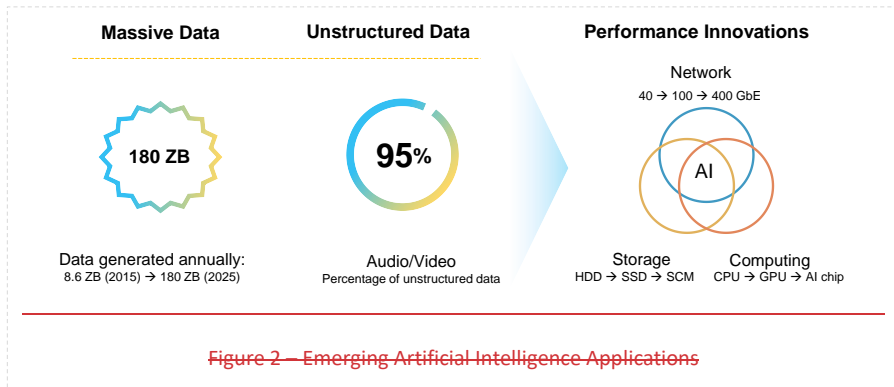 Massive Data
180 ZB
Data generated annually:
8.6 ZB (2015) → 180 ZB (2025)
Unstructured Data
95%
Audio/Video
Percentage of unstructured data
Performance Innovations
Network
40 → 100 → 400 GbE
AI
Storage
HDD → SSD → SCM
Computing
CPU → GPU → AI chip
Figure 2 – Emerging Artificial Intelligence Applications